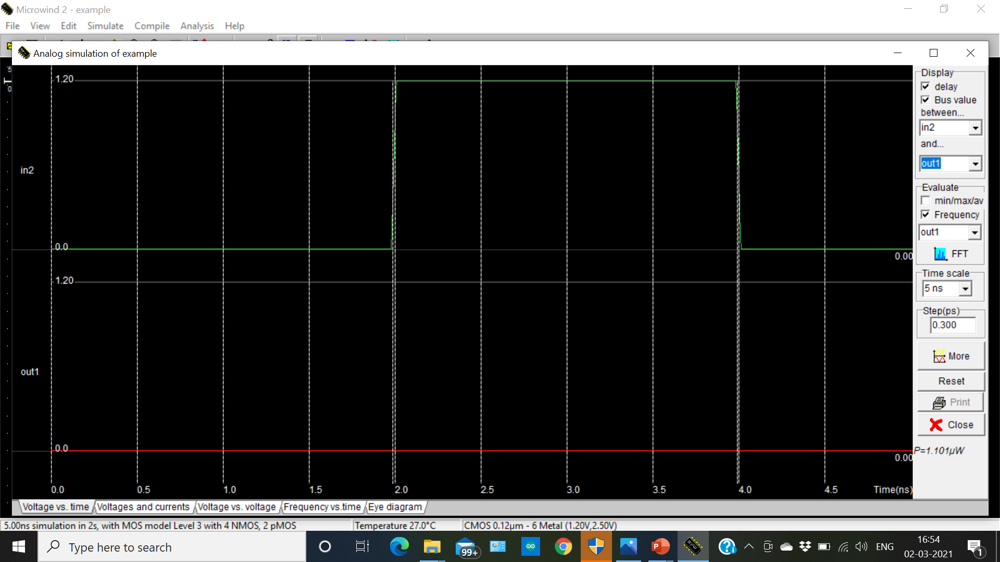 Microwind 2 - example
File View Edit Simulate Compile Analysis Help
Analog simulation of example
5
0
1.20
in2
0.0
0.00
1.20
out1
0.0
0.00
0.0 0.5 1.0 1.5 2.0 2.5 3.0 3.5 4.0 4.5 Time(ns)
Display
delay
Bus value
between...
in2
and...
out1
Evaluate
min/max/av
Frequency
out1
FFT
Time scale
5 ns
Step(ps)
0.300
More
Reset
Print
Close
P=1.101µW
Voltage vs. time Voltages and currents Voltage vs. voltage Frequency vs.time Eye diagram
5.00ns simulation in 2s, with MOS model Level 3 with 4 NMOS, 2 pMOS Temperature 27.0°C CMOS 0.12µm - 6 Metal (1.20V,2.50V)
Type here to search
99+
P
ENG
16:54
02-03-2021
1